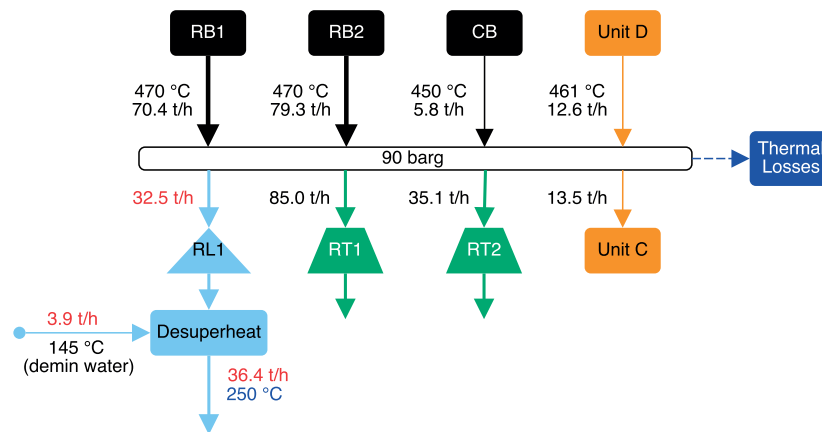 RB1
RB2
CB
Unit D
470 °C
70.4 t/h
470 °C
79.3 t/h
450 °C
5.8 t/h
461 °C
12.6 t/h
90 barg
Thermal
Losses
32.5 t/h
85.0 t/h
35.1 t/h
13.5 t/h
RL1
RT1
RT2
Unit C
3.9 t/h
145 °C
(demin water)
Desuperheat
36.4 t/h
250 °C